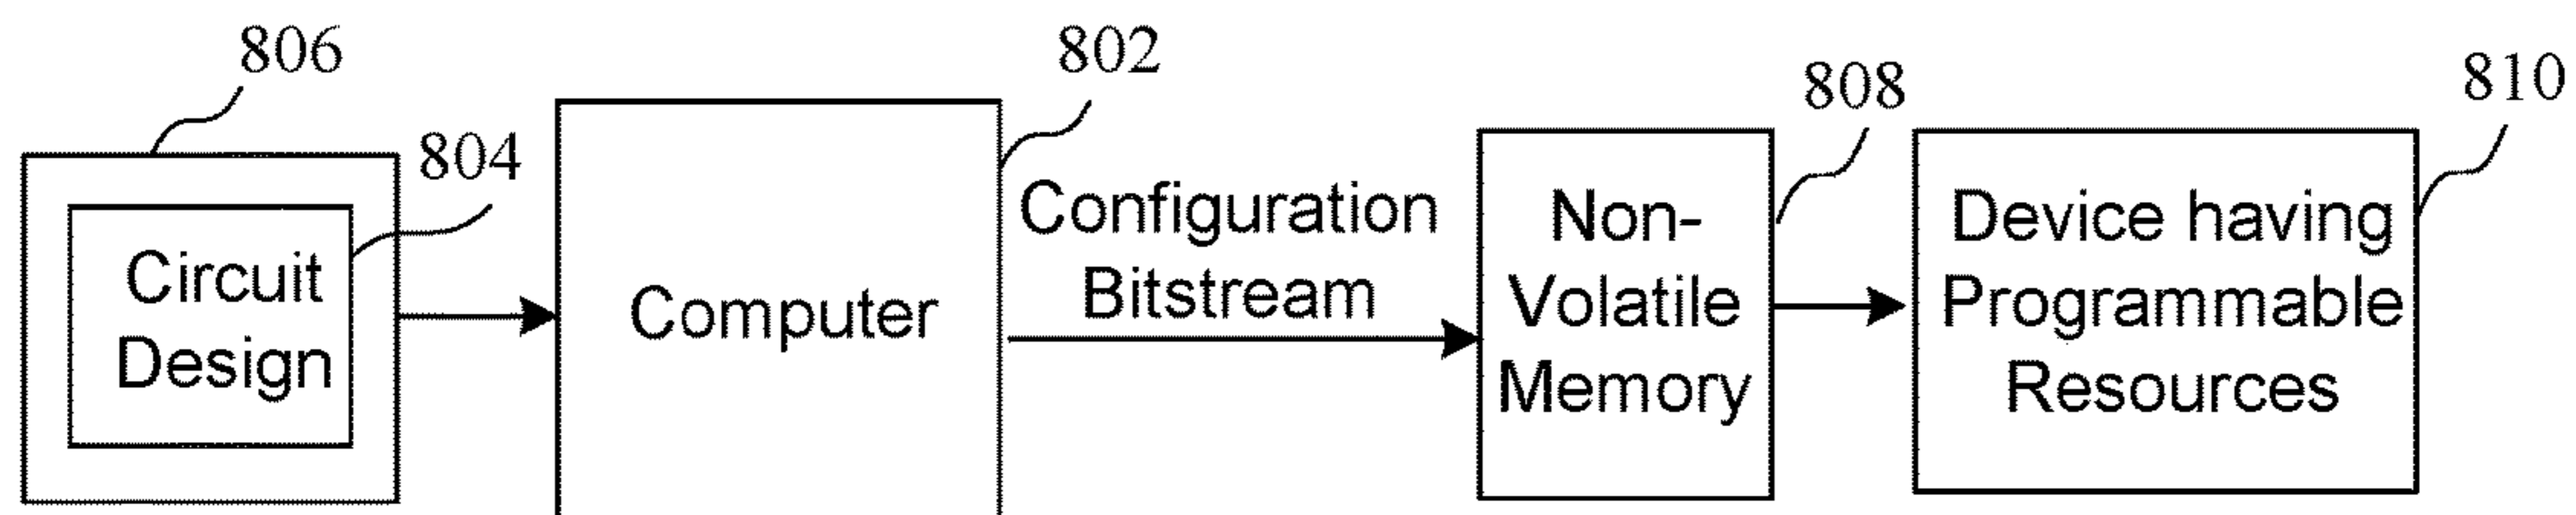 806
802
808
810
804
Circuit
Design
Computer
Configuration
Bitstream
Non-
Volatile
Memory
Device having
Programmable
Resources